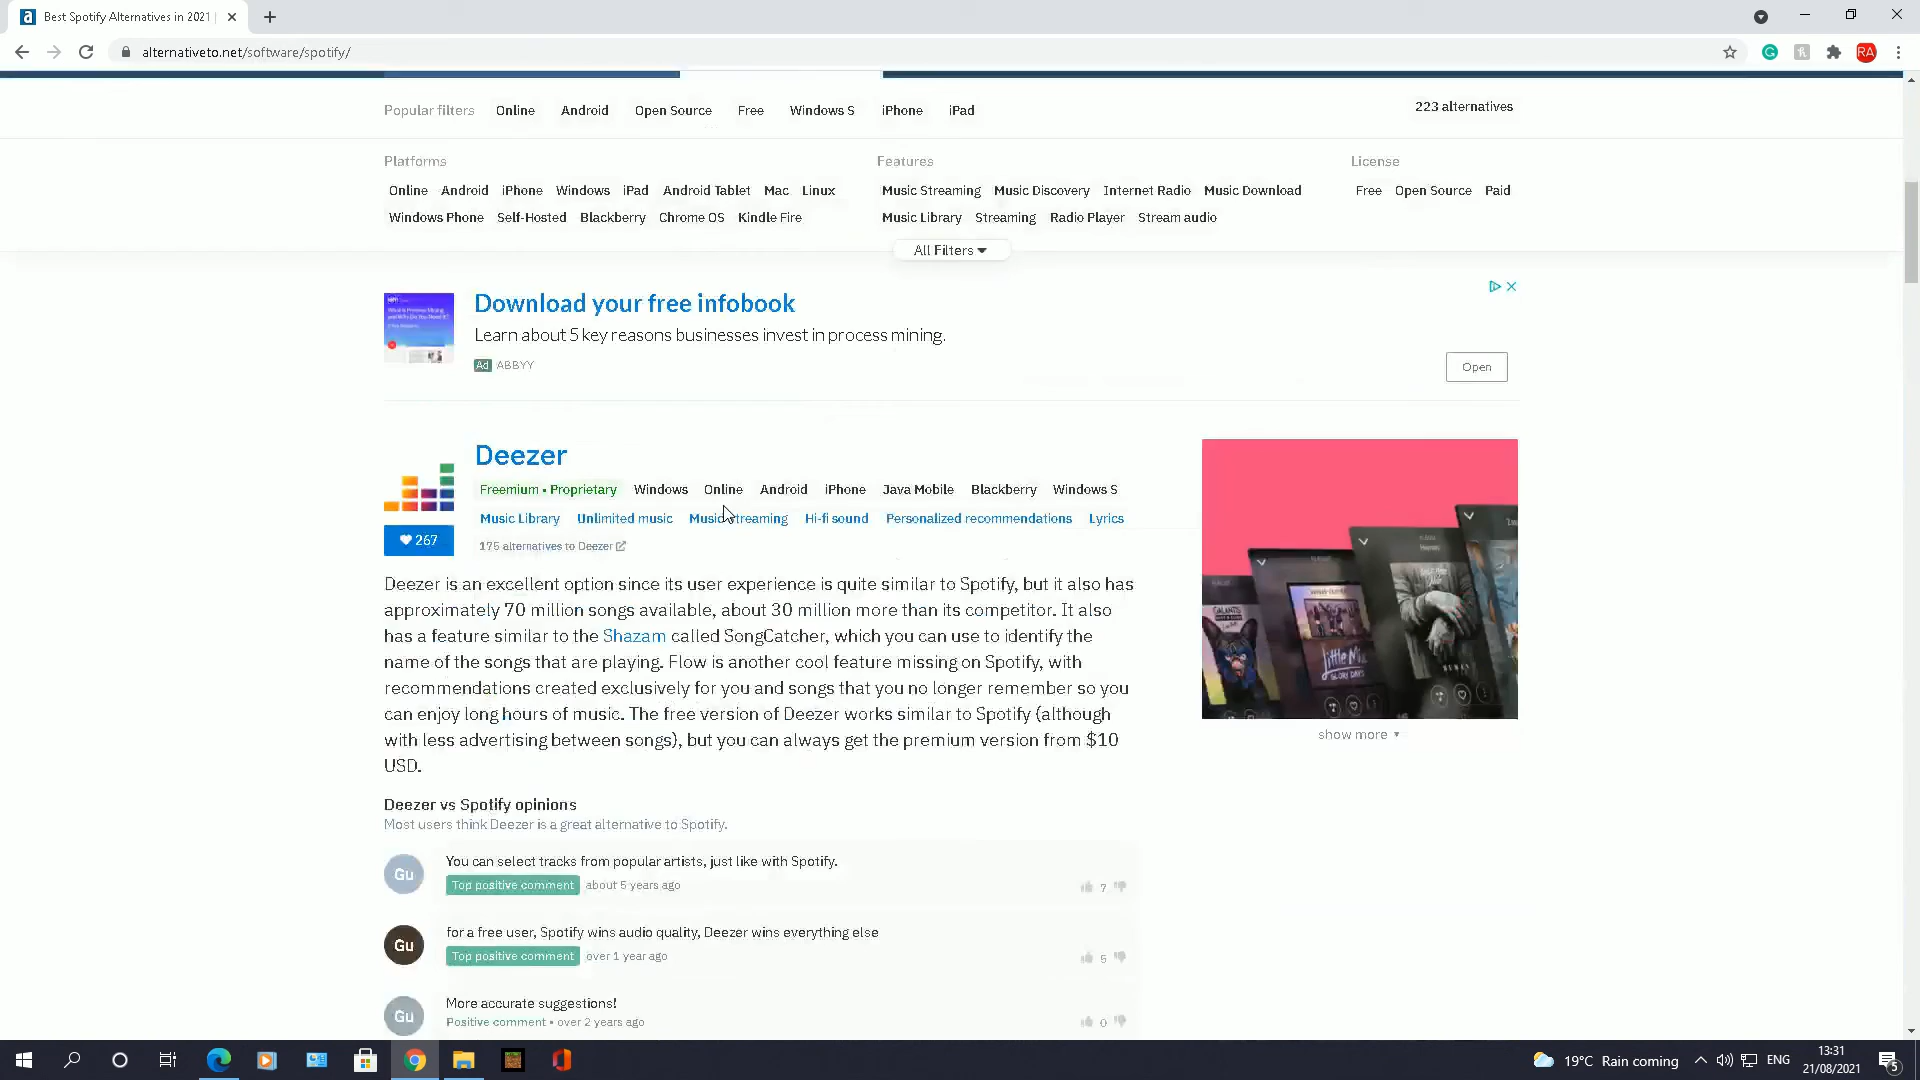 Best Spotify Alternatives in 2021 |
alternativeto.net/software/spotify/
RA
Popular filters Online Android Open Source Free Windows S iPhone iPad 223 alternatives
Platforms Features License
Online Android iPhone Windows iPad Android Tablet Mac Linux Music Streaming Music Discovery Internet Radio Music Download Free Open Source Paid
Windows Phone Self-Hosted Blackberry Chrome OS Kindle Fire Music Library Streaming Radio Player Stream audio
All Filters
Download your free infobook
Learn about 5 key reasons businesses invest in process mining.
Ad ABBYY
Open
Deezer
Freemium • Proprietary Windows Online Android iPhone Java Mobile Blackberry Windows S
Music Library Unlimited music Music Streaming Hi-fi sound Personalized recommendations Lyrics
267
175 alternatives to Deezer
Deezer is an excellent option since its user experience is quite similar to Spotify, but it also has
approximately 70 million songs available, about 30 million more than its competitor. It also
has a feature similar to the Shazam called SongCatcher, which you can use to identify the
name of the songs that are playing. Flow is another cool feature missing on Spotify, with
recommendations created exclusively for you and songs that you no longer remember so you
can enjoy long hours of music. The free version of Deezer works similar to Spotify (although
with less advertising between songs), but you can always get the premium version from $10
USD.
show more
Deezer vs Spotify opinions
Most users think Deezer is a great alternative to Spotify.
Gu
You can select tracks from popular artists, just like with Spotify.
Top positive comment about 5 years ago 7
Gu
for a free user, Spotify wins audio quality, Deezer wins everything else
Top positive comment over 1 year ago 5
Gu
More accurate suggestions!
Positive comment • over 2 years ago 0
19°C Rain coming ENG
13:31
21/08/2021
5